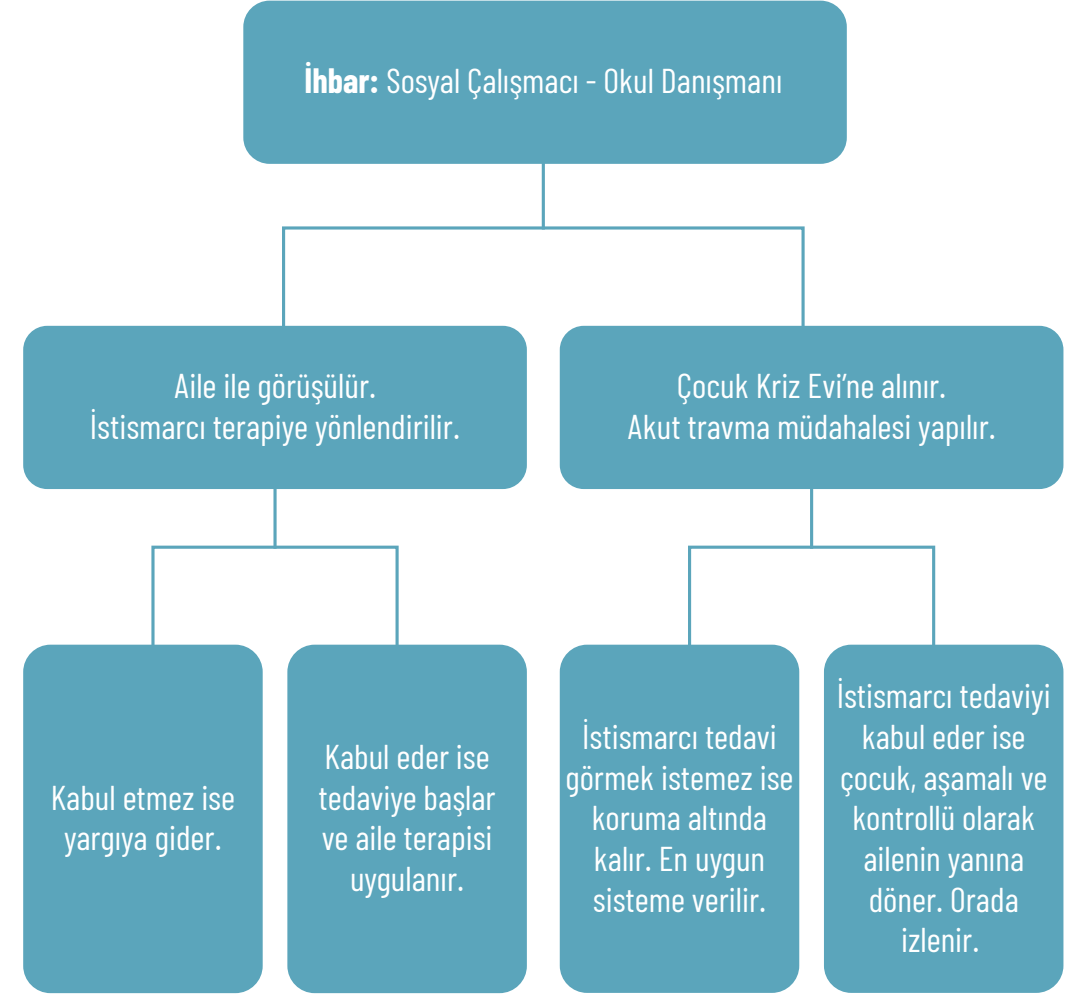 İhbar: Sosyal Çalışmacı - Okul Danışmanı
Aile ile görüşülür.
İstismarcı terapiye yönlendirilir.
Çocuk Kriz Evi’ne alınır.
Akut travma müdahalesi yapılır.
Kabul etmez ise
yargıya gider.
Kabul eder ise
tedaviye başlar
ve aile terapisi
uygulanır.
İstismarcı tedavi
görmek istemez ise
koruma altında
kalır. En uygun
sisteme verilir.
İstismarcı tedaviyi
kabul eder ise
çocuk, aşamalı ve
kontrollü olarak
ailenin yanına
döner. Orada
izlenir.